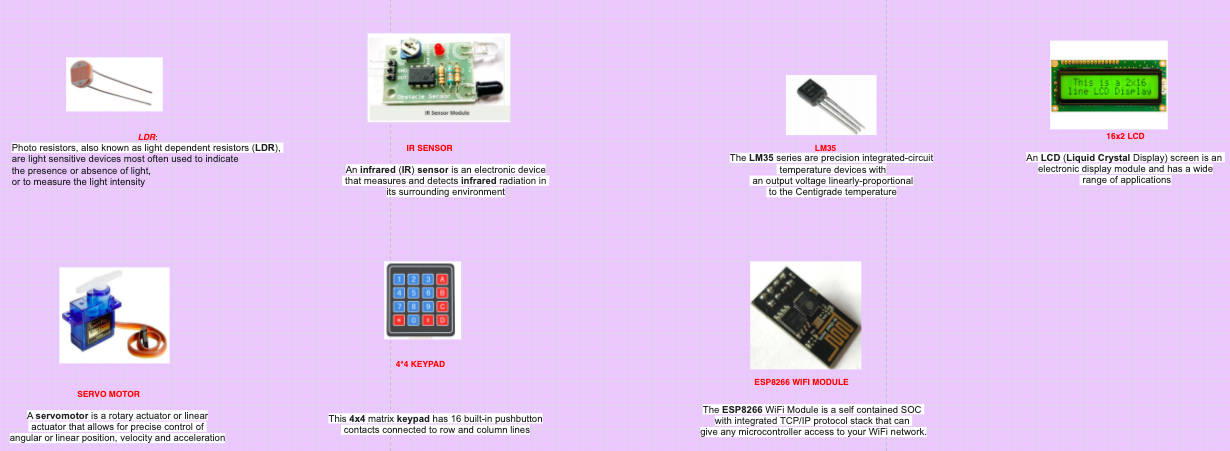 LDR:
Photo resistors, also known as light dependent resistors (LDR),
are light sensitive devices most often used to indicate
the presence or absence of light,
or to measure the light intensity
Obstacle Sensor
IR Sensor Module
IR SENSOR
An infrared (IR) sensor is an electronic device
that measures and detects infrared radiation in
its surrounding environment
LM35
The LM35 series are precision integrated-circuit
temperature devices with
an output voltage linearly-proportional
to the Centigrade temperature
This is a 2x16
line LCD Display
16x2 LCD
An LCD (Liquid Crystal Display) screen is an
electronic display module and has a wide
range of applications
SERVO MOTOR
A servomotor is a rotary actuator or linear
actuator that allows for precise control of
angular or linear position, velocity and acceleration
1 2 3 A
4 5 6 B
7 8 9 C
0 D
4*4 KEYPAD
This 4x4 matrix keypad has 16 built-in pushbutton
contacts connected to row and column lines
ESP8266 WIFI MODULE
The ESP8266 WiFi Module is a self contained SOC
with integrated TCP/IP protocol stack that can
give any microcontroller access to your WiFi network.